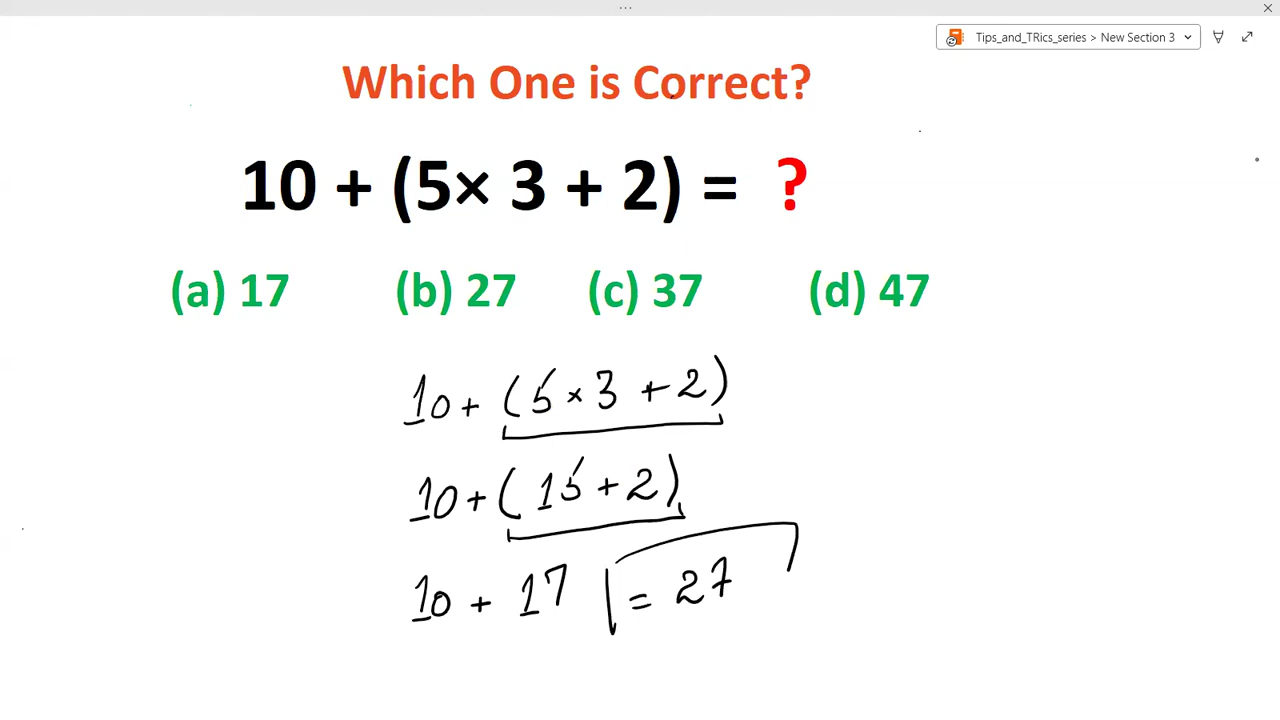 Tips_and_TRics_series > New Section 3
Which One is Correct?
10 + (5× 3 + 2) = ?
(a) 17 (b) 27 (c) 37 (d) 47
10 + (5 × 3 + 2)
10 + (15 + 2)
10 + 17 = 27